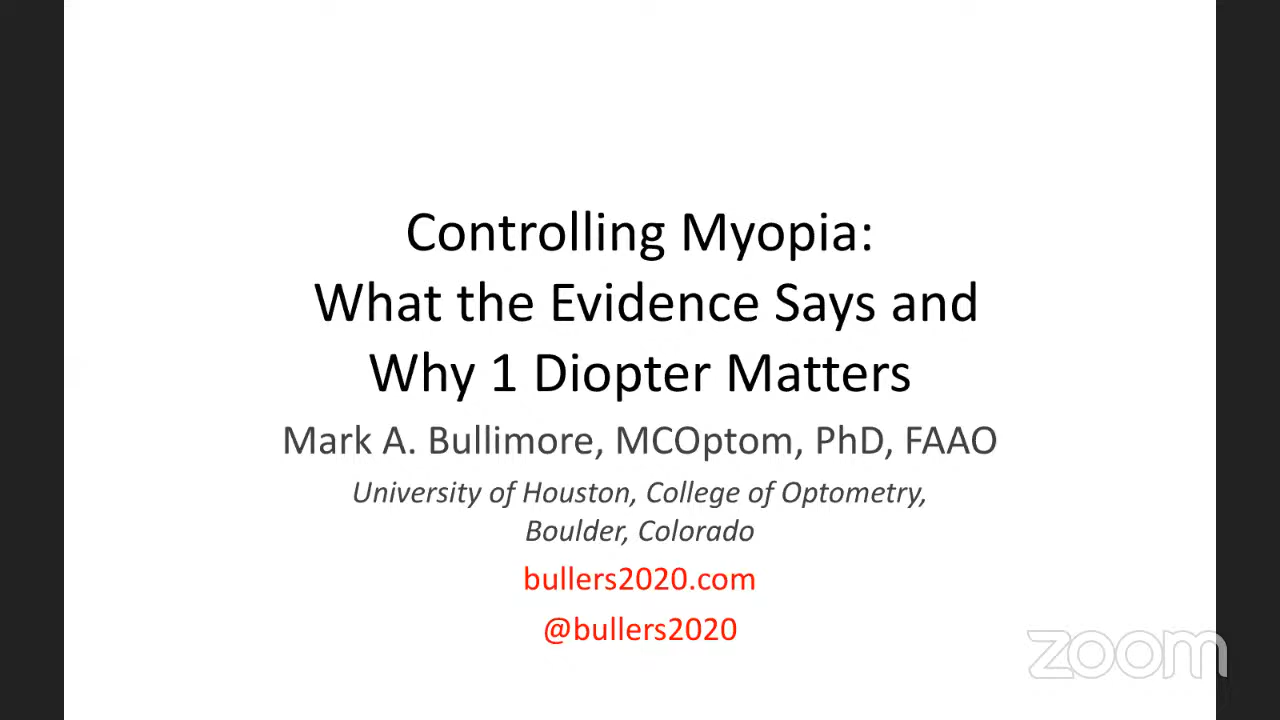 Controlling Myopia:
What the Evidence Says and
Why 1 Diopter Matters
Mark A. Bullimore, MCOptom, PhD, FAAO
University of Houston, College of Optometry,
Boulder, Colorado
bullers2020.com
@bullers2020
zoom